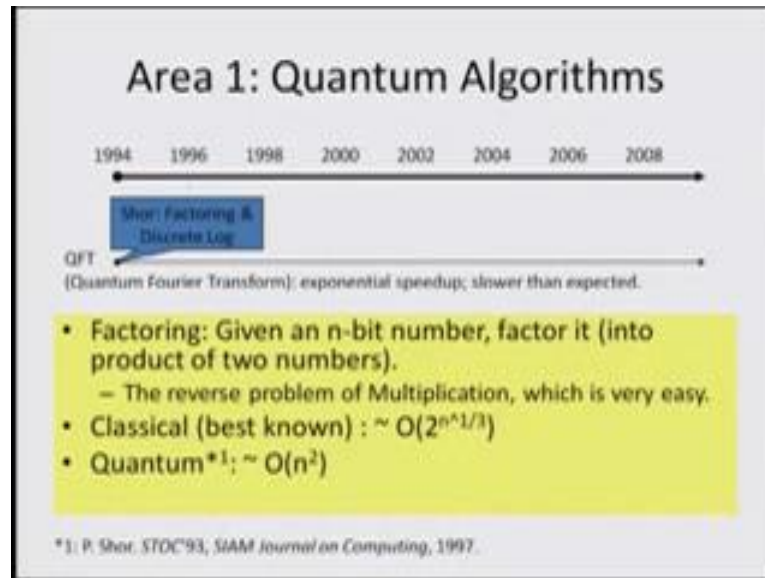 Area 1: Quantum Algorithms
1994 1996 1998 2000 2002 2004 2006 2008
Shor: Factoring &
Discrete Log
QFT
(Quantum Fourier Transform): exponential speedup; slower than expected.
• Factoring: Given an n-bit number, factor it (into
product of two numbers).
– The reverse problem of Multiplication, which is very easy.
• Classical (best known) : ~ O(2^{n^1/3})
• Quantum*¹: ~ O(n²)
*1: P. Shor. STOC'93, SIAM Journal on Computing, 1997.